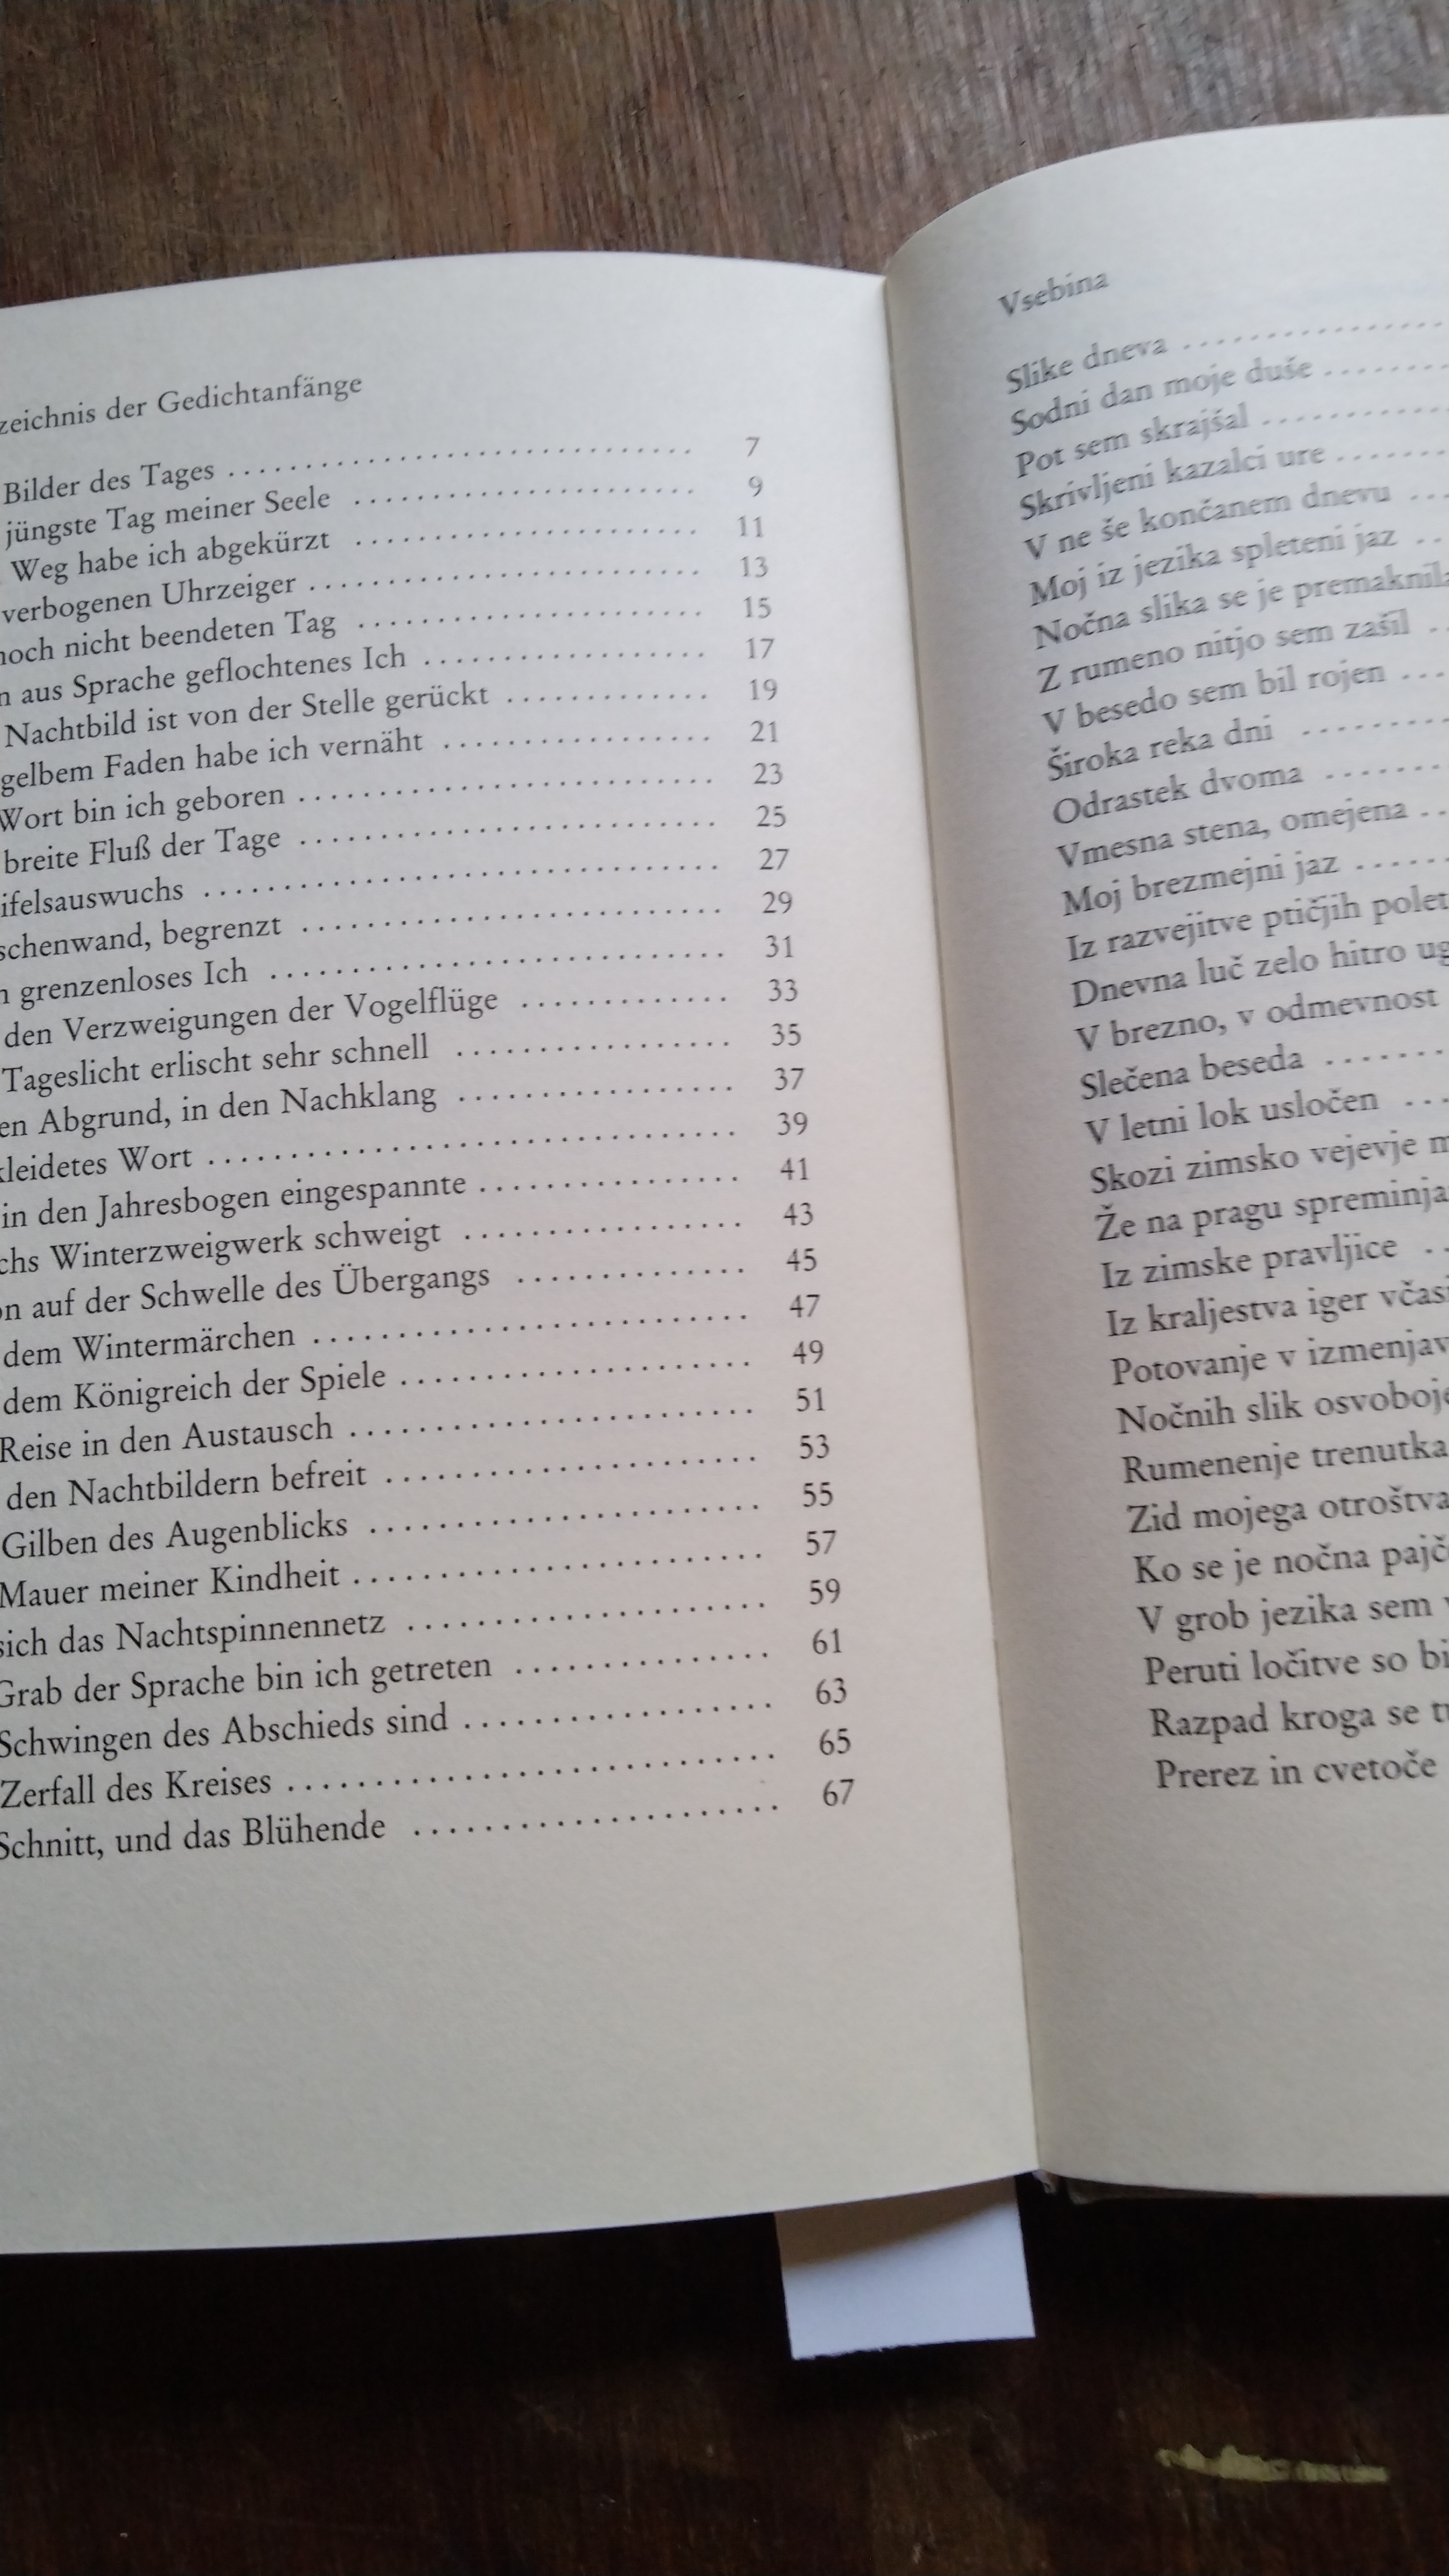 zeichnis der Gedichtanfänge
Bilder des Tages 7
jüngste Tag meiner Seele 9
Weg habe ich abgekürzt 11
verbogenen Uhrzeiger 13
noch nicht beendeten Tag 15
n aus Sprache geflochtenes Ich 17
Nachtbild ist von der Stelle gerückt 19
gelbem Faden habe ich vernäht 21
Wort bin ich geboren 23
breite Fluß der Tage 25
ifelsauswuchs 27
schenwand, begrenzt 29
n grenzenloses Ich 31
den Verzweigungen der Vogelflüge 33
Tageslicht erlischt sehr schnell 35
en Abgrund, in den Nachklang 37
kleidetes Wort 39
in den Jahresbogen eingespannte 41
chs Winterzweigwerk schweigt 43
on auf der Schwelle des Übergangs 45
dem Wintermärchen 47
dem Königreich der Spiele 49
Reise in den Austausch 51
den Nachtbildern befreit 53
Gilben des Augenblicks 55
Mauer meiner Kindheit 57
sich das Nachtspinnennetz 59
Grab der Sprache bin ich getreten 61
Schwingen des Abschieds sind 63
Zerfall des Kreises 65
Schnitt, und das Blühende 67
Vsebina
Slike dneva
Sodni dan moje duše
Pot sem skrajšal
Skrivljeni kazalci ure
V ne še končanem dnevu
Moj iz jezika spleteni jaz
Nočna slika se je premaknila
Z rumeno nitjo sem zašil
V besedo sem bil rojen
Široka reka dni
Odrastek dvoma
Vmesna stena, omejena
Moj brezmejni jaz
Iz razvejitve ptičjih polet
Dnevna luč zelo hitro ug
V brezno, v odmevnost
Slečena beseda
V letni lok usločen
Skozi zimsko vejevje m
Že na pragu spreminja
Iz zimske pravljice
Iz kraljestva iger včasi
Potovanje v izmenjav
Nočnih slik osvoboje
Rumenenje trenutka
Zid mojega otroštva
Ko se je nočna pajč
V grob jezika sem v
Peruti ločitve so bi
Razpad kroga se tu
Prerez in cvetoče